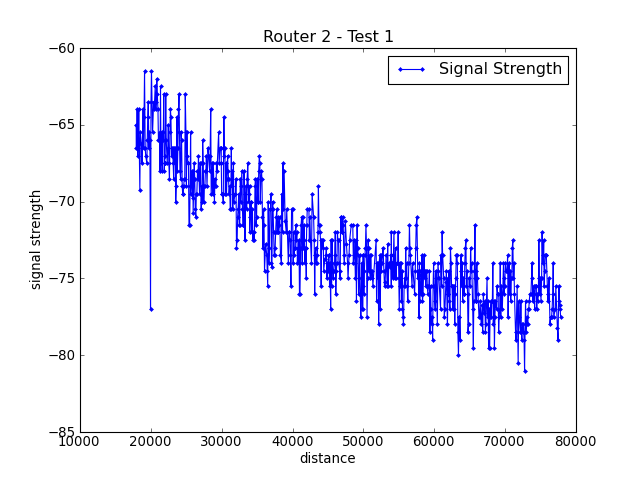 Router 2 - Test 1
Signal Strength
signal strength
−60
−65
−70
−75
−80
−85
10000 20000 30000 40000 50000 60000 70000 80000
distance